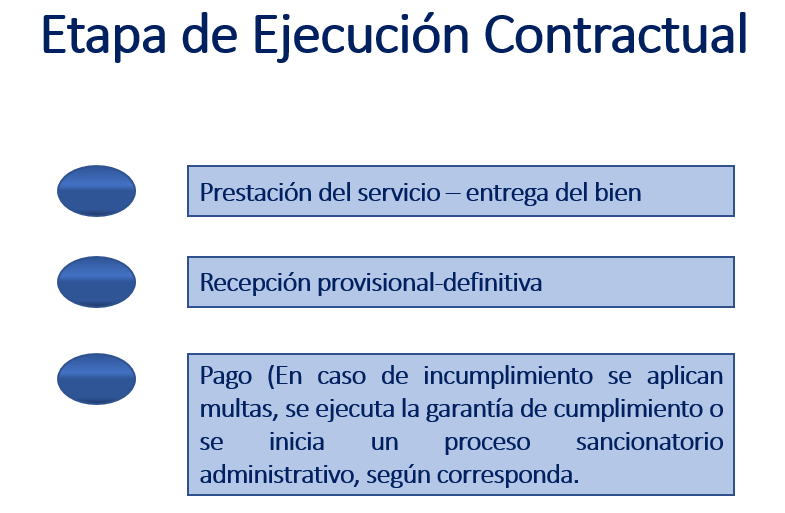 Etapa de Ejecución Contractual
Prestación del servicio – entrega del bien
Recepción provisional-definitiva
Pago (En caso de incumplimiento se aplican
multas, se ejecuta la garantía de cumplimiento o
se inicia un proceso sancionatorio
administrativo, según corresponda.